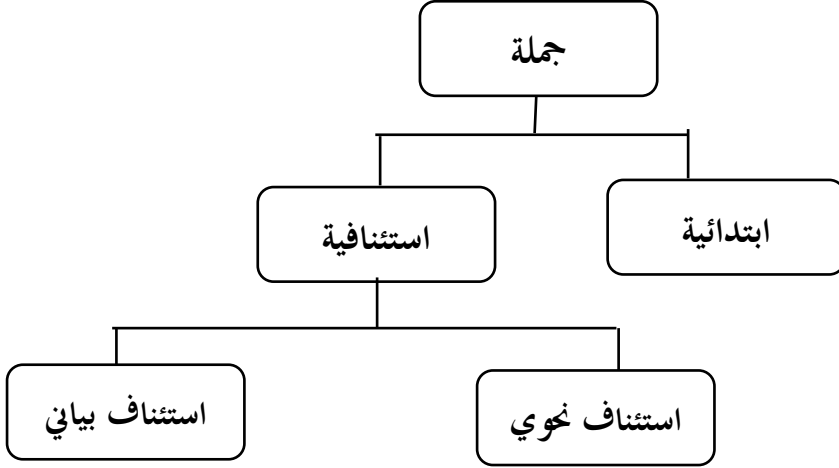 جملة
ابتدائية
استئنافية
استئناف نحوي
استئناف بياني